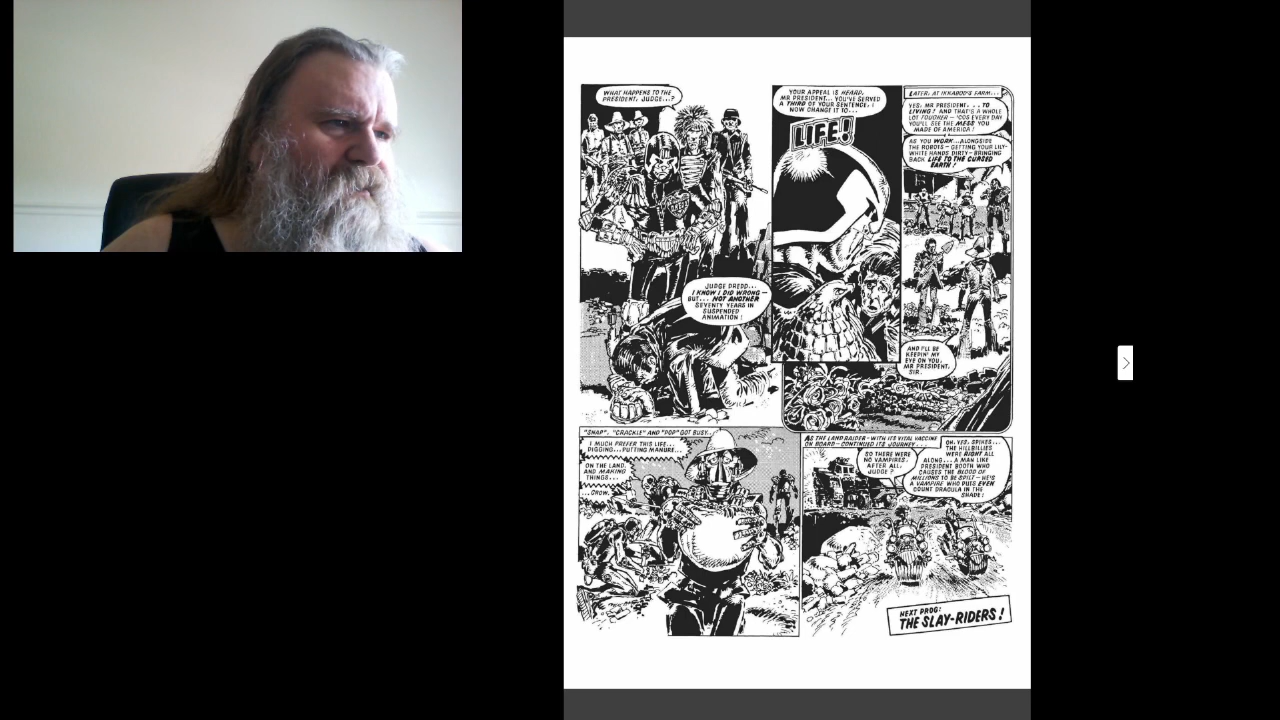 WHAT HAPPENS TO THE
PRESIDENT, JUDGE...?
JUDGE DREDD...
I KNOW I DID WRONG—
BUT... NOT ANOTHER
SEVENTY YEARS IN
SUSPENDED
ANIMATION!
YOUR APPEAL IS HEARD,
MR PRESIDENT... YOU'VE SERVED
A THIRD OF YOUR SENTENCE, I
NOW CHANGE IT TO...
LIFE!
LATER, AT IKKABOD'S FARM...
YES, MR PRESIDENT... TO
LIVING! AND THAT'S A WHOLE
LOT TOUGHER — 'COS EVERY DAY
YOU'LL SEE THE MESS YOU
MADE OF AMERICA!
AS YOU WORK... ALONGSIDE
THE ROBOTS — GETTING YOUR LILY-
WHITE HANDS DIRTY — BRINGING
BACK LIFE TO THE CURSED
EARTH!
AND I'LL BE
KEEPIN' MY
EYE ON YOU,
MR PRESIDENT,
SIR.
"SNAP", "CRACKLE" AND "POP" GOT BUSY...
I MUCH PREFER THIS LIFE...
DIGGING... PUTTING MANURE...
ON THE LAND,
AND MAKING
THINGS...
...GROW.
AS THE LAND RAIDER — WITH ITS VITAL VACCINE
ON BOARD — CONTINUED ITS JOURNEY...
SO THERE WERE
NO VAMPIRES,
AFTER ALL,
JUDGE?
OH, YES, SPIKES...
THE HILLBILLIES
WERE RIGHT ALL
ALONG... A MAN LIKE
PRESIDENT BOOTH WHO
CAUSES THE BLOOD OF
MILLIONS TO BE SPILT — HE'S
A VAMPIRE WHO PUTS EVEN
COUNT DRACULA IN THE
SHADE!
NEXT PROG:
THE SLAY-RIDERS!